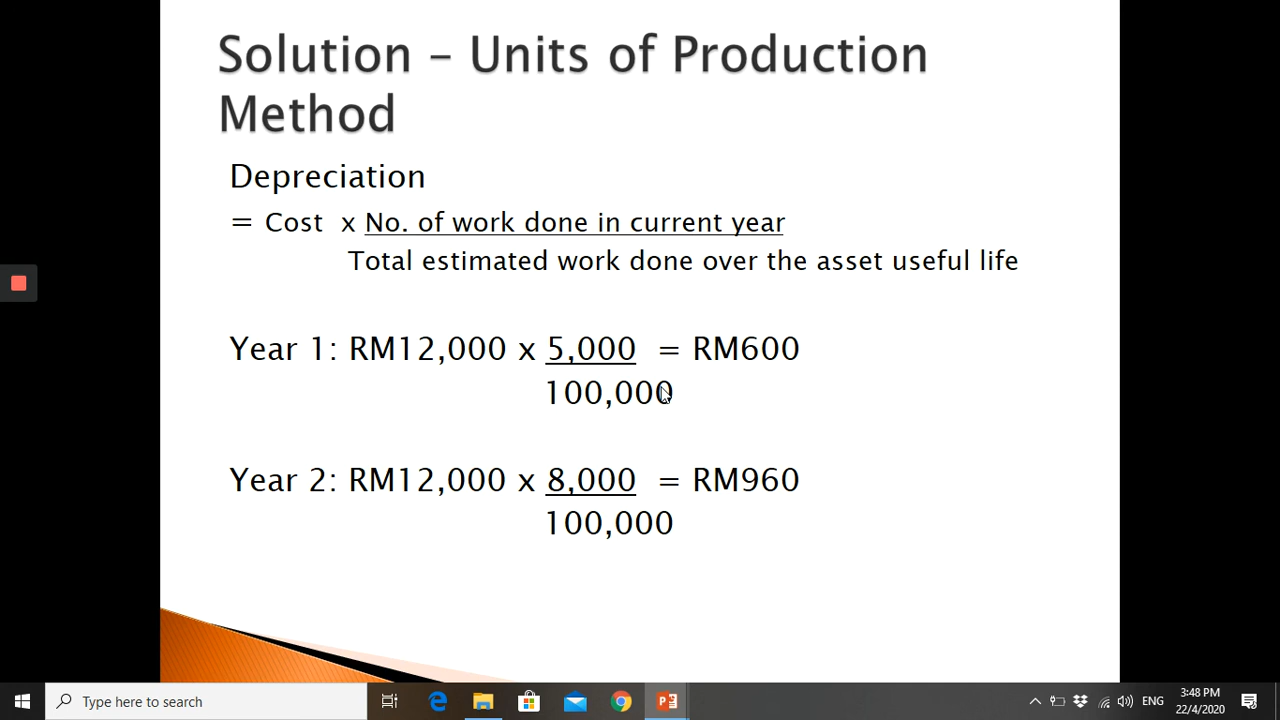 Solution – Units of Production
Method
Depreciation
= Cost x No. of work done in current year
Total estimated work done over the asset useful life
Year 1: RM12,000 x 5,000 = RM600
100,000
Year 2: RM12,000 x 8,000 = RM960
100,000
Type here to search
ENG
3:48 PM
22/4/2020